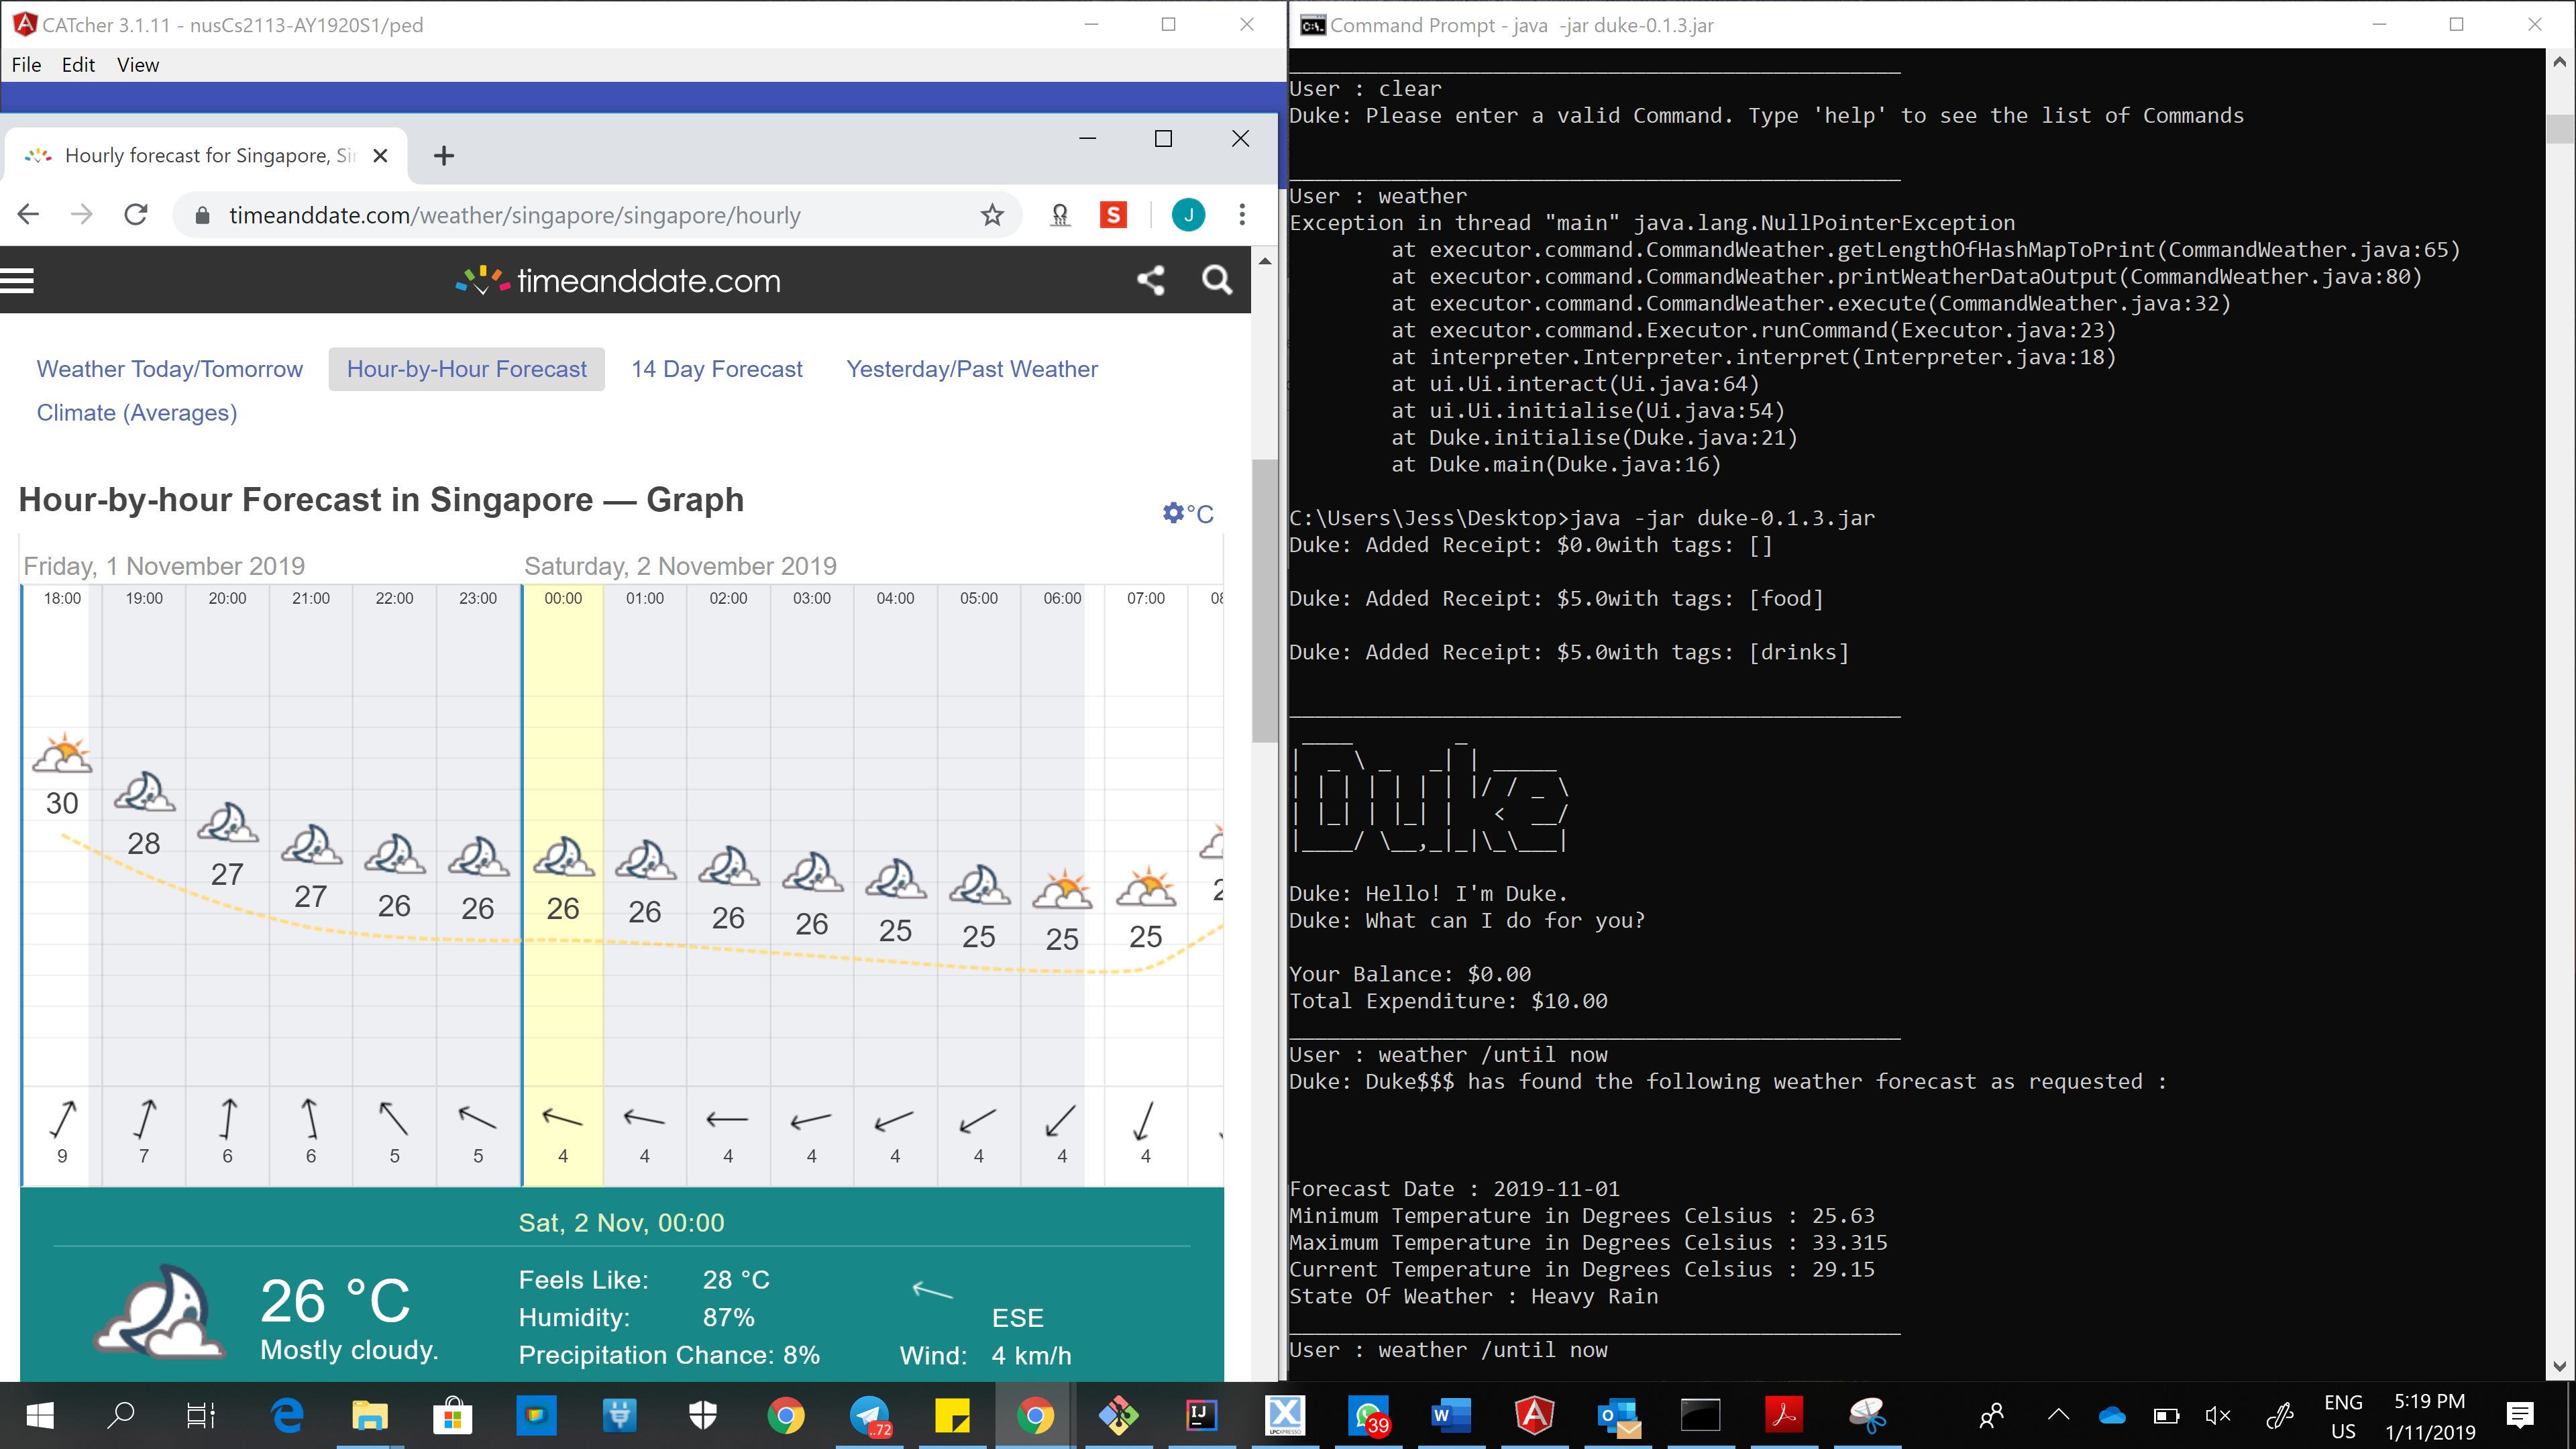 CATcher 3.1.11 - nusCs2113-AY1920S1/ped
File Edit View
Hourly forecast for Singapore, Si
timeanddate.com/weather/singapore/singapore/hourly
S
J
timeanddate.com
Weather Today/Tomorrow Hour-by-Hour Forecast 14 Day Forecast Yesterday/Past Weather
Climate (Averages)
Hour-by-hour Forecast in Singapore — Graph
°C
Friday, 1 November 2019 Saturday, 2 November 2019
18:00 19:00 20:00 21:00 22:00 23:00 00:00 01:00 02:00 03:00 04:00 05:00 06:00 07:00
30 28 27 27 26 26 26 26 26 26 25 25 25 25 2
9 7 6 6 5 5 4 4 4 4 4 4 4 4
Sat, 2 Nov, 00:00
26 °C
Mostly cloudy.
Feels Like: 28 °C
Humidity: 87%
Precipitation Chance: 8%
ESE
Wind: 4 km/h
Command Prompt - java -jar duke-0.1.3.jar
User : clear
Duke: Please enter a valid Command. Type 'help' to see the list of Commands
User : weather
Exception in thread "main" java.lang.NullPointerException
at executor.command.CommandWeather.getLengthOfHashMapToPrint(CommandWeather.java:65)
at executor.command.CommandWeather.printWeatherDataOutput(CommandWeather.java:80)
at executor.command.CommandWeather.execute(CommandWeather.java:32)
at executor.command.Executor.runCommand(Executor.java:23)
at interpreter.Interpreter.interpret(Interpreter.java:18)
at ui.Ui.interact(Ui.java:64)
at ui.Ui.initialise(Ui.java:54)
at Duke.initialise(Duke.java:21)
at Duke.main(Duke.java:16)
C:\Users\Jess\Desktop>java -jar duke-0.1.3.jar
Duke: Added Receipt: $0.0with tags: []
Duke: Added Receipt: $5.0with tags: [food]
Duke: Added Receipt: $5.0with tags: [drinks]
Duke
Duke: Hello! I'm Duke.
Duke: What can I do for you?
Your Balance: $0.00
Total Expenditure: $10.00
User : weather /until now
Duke: Duke$$$ has found the following weather forecast as requested :
Forecast Date : 2019-11-01
Minimum Temperature in Degrees Celsius : 25.63
Maximum Temperature in Degrees Celsius : 33.315
Current Temperature in Degrees Celsius : 29.15
State Of Weather : Heavy Rain
User : weather /until now
..72
IJ
39
W
ENG
US
5:19 PM
1/11/2019